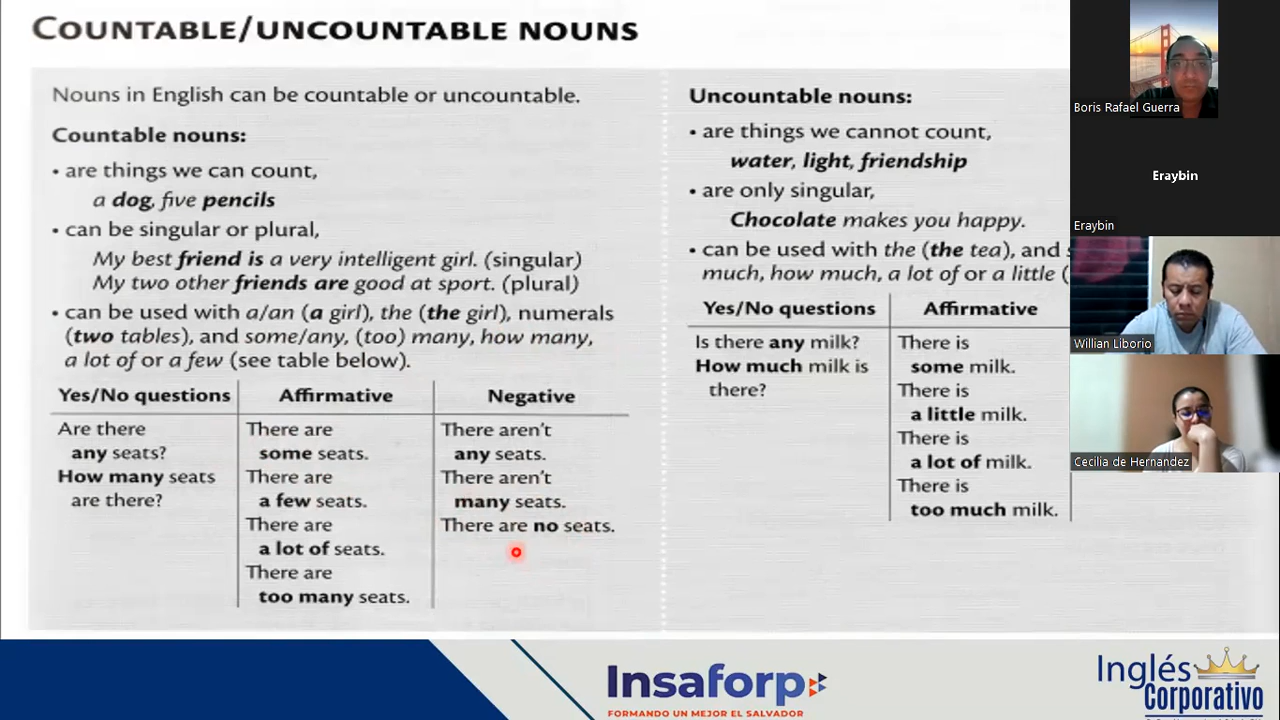 COUNTABLE/UNCOUNTABLE NOUNS
Nouns in English can be countable or uncountable.
Countable nouns:
• are things we can count,
a dog, five pencils
• can be singular or plural,
My best friend is a very intelligent girl. (singular)
My two other friends are good at sport. (plural)
• can be used with a/an (a girl), the (the girl), numerals
(two tables), and some/any, (too) many, how many,
a lot of or a few (see table below).
Yes/No questions Affirmative Negative
Are there
any seats?
How many seats
are there?
There are
some seats.
There are
a few seats.
There are
a lot of seats.
There are
too many seats.
There aren't
any seats.
There aren't
many seats.
There are no seats.
Uncountable nouns:
• are things we cannot count,
water, light, friendship
• are only singular,
Chocolate makes you happy.
• can be used with the (the tea), and
much, how much, a lot of or a little (
Yes/No questions Affirmative
Is there any milk?
How much milk is
there?
There is
some milk.
There is
a little milk.
There is
a lot of milk.
There is
too much milk.
Boris Rafael Guerra
Eraybin
Eraybin
Willian Liborio
Cecilia de Hernandez
Insaforp
FORMANDO UN MEJOR EL SALVADOR
Inglés
Corporativo